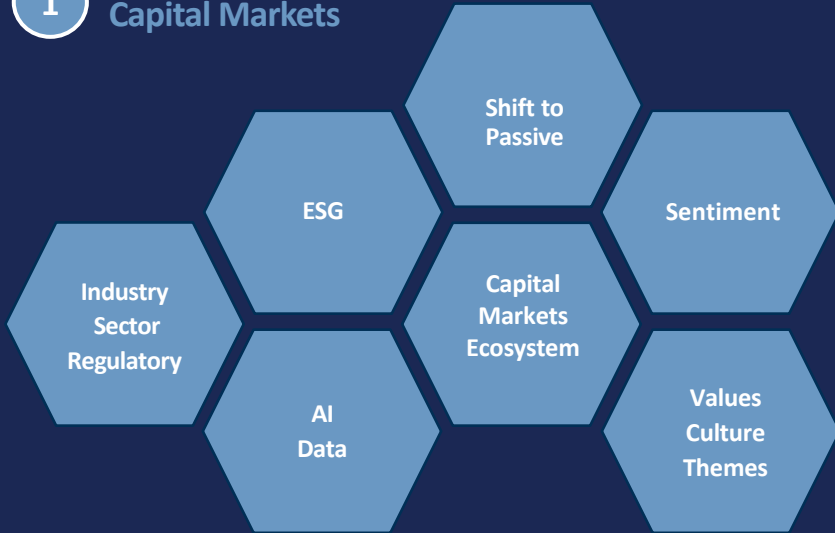 1
Capital Markets
Shift to
Passive
ESG
Sentiment
Industry
Sector
Regulatory
Capital
Markets
Ecosystem
AI
Data
Values
Culture
Themes